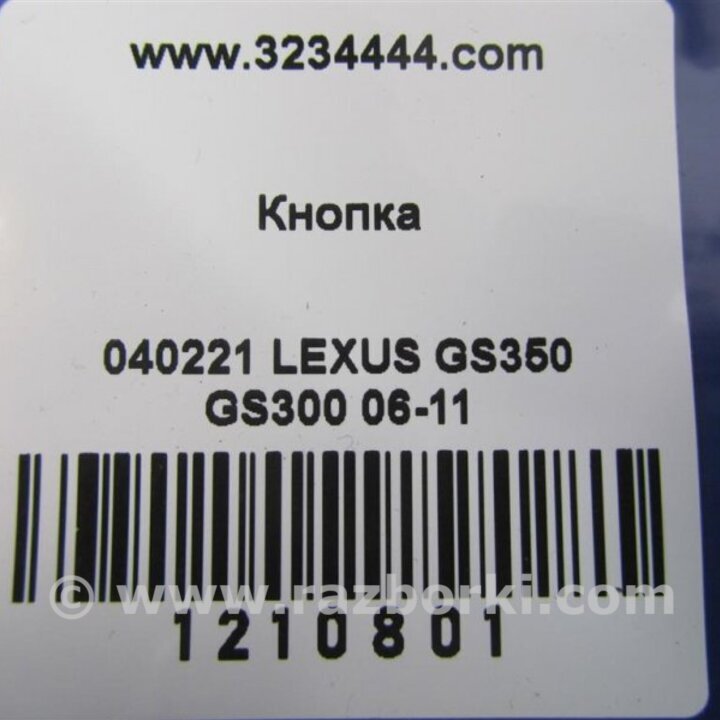 www.3234444.com
Кнопка
040221 LEXUS GS350
GS300 06-11
© www.razborki.com
1210801